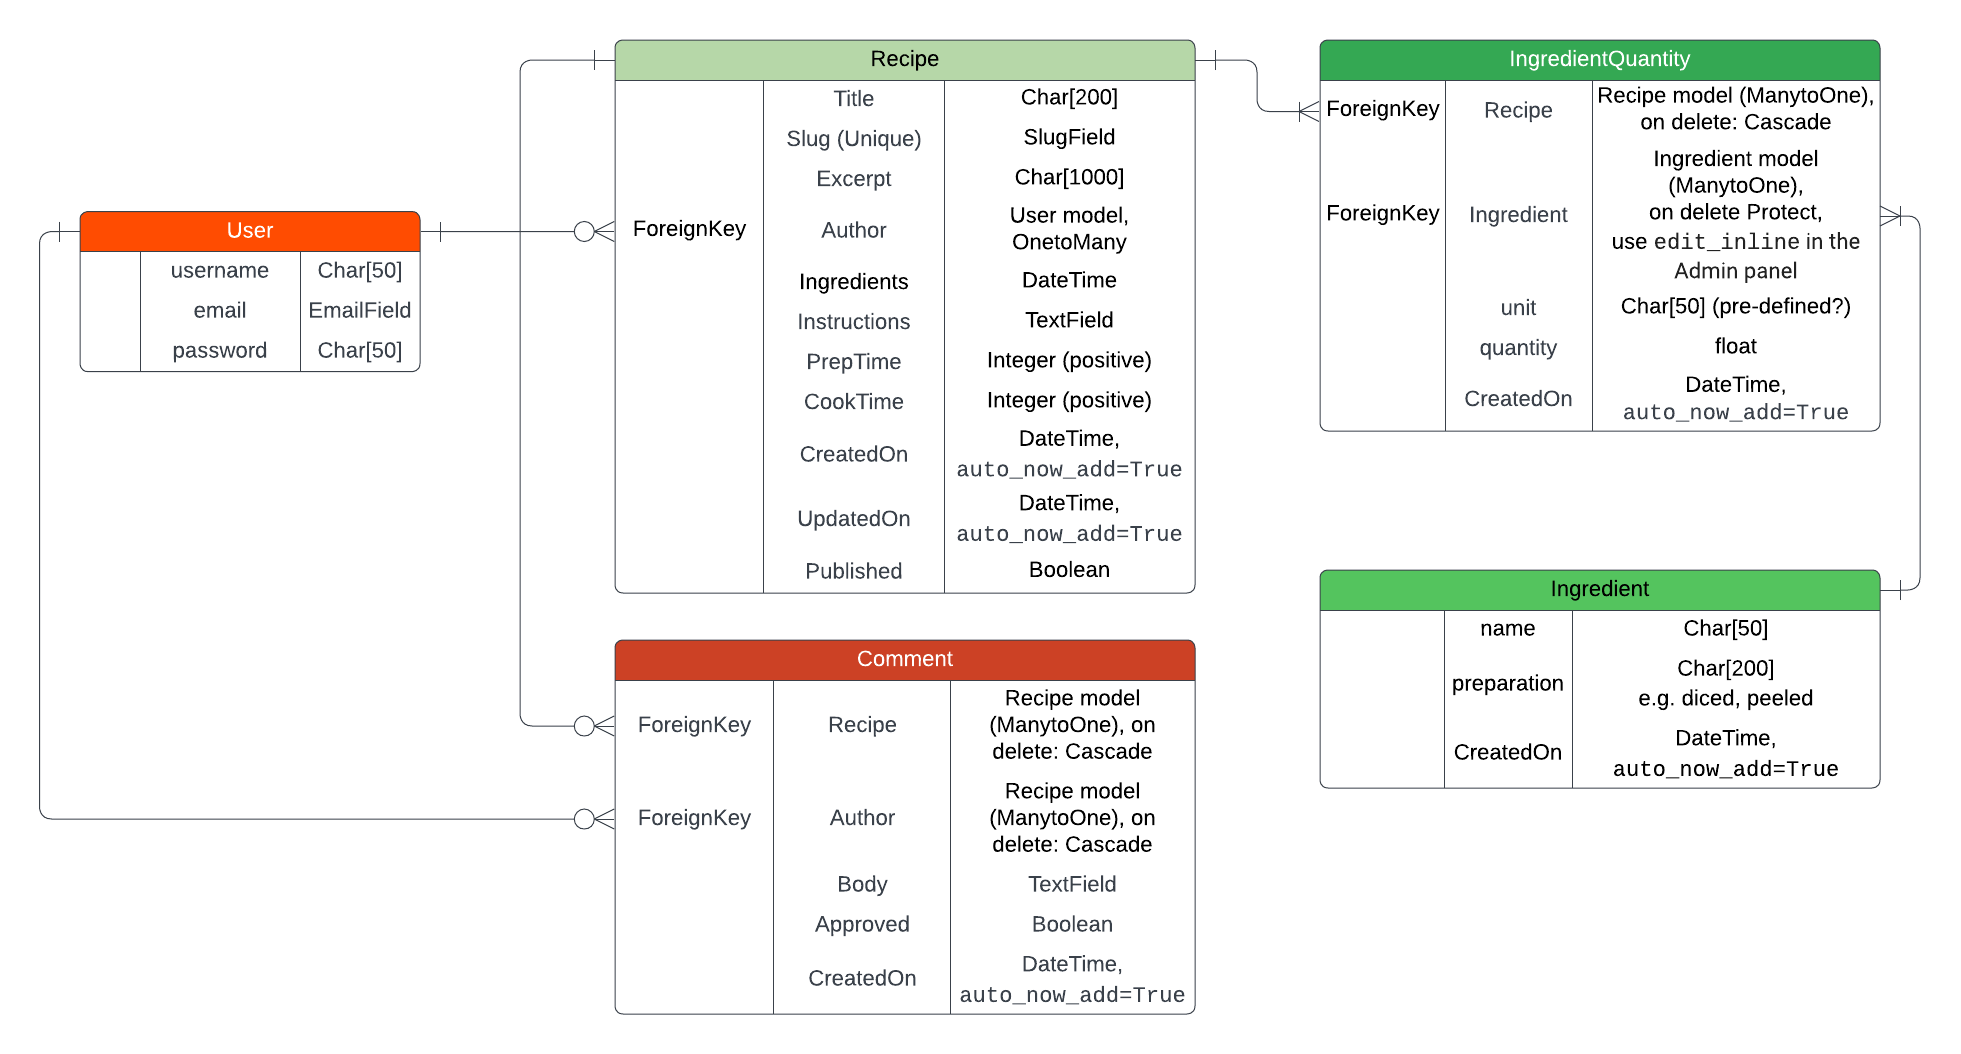 User
username Char[50]
email EmailField
password Char[50]
Recipe
Title Char[200]
Slug (Unique) SlugField
Excerpt Char[1000]
ForeignKey Author User model,
OnetoMany
Ingredients DateTime
Instructions TextField
PrepTime Integer (positive)
CookTime Integer (positive)
CreatedOn DateTime,
auto_now_add=True
UpdatedOn DateTime,
auto_now_add=True
Published Boolean
Comment
ForeignKey Recipe Recipe model
(ManytoOne), on
delete: Cascade
ForeignKey Author Recipe model
(ManytoOne), on
delete: Cascade
Body TextField
Approved Boolean
CreatedOn DateTime,
auto_now_add=True
IngredientQuantity
ForeignKey Recipe Recipe model (ManytoOne),
on delete: Cascade
ForeignKey Ingredient Ingredient model
(ManytoOne),
on delete Protect,
use edit_inline in the
Admin panel
unit Char[50] (pre-defined?)
quantity float
CreatedOn DateTime,
auto_now_add=True
Ingredient
name Char[50]
preparation Char[200]
e.g. diced, peeled
CreatedOn DateTime,
auto_now_add=True